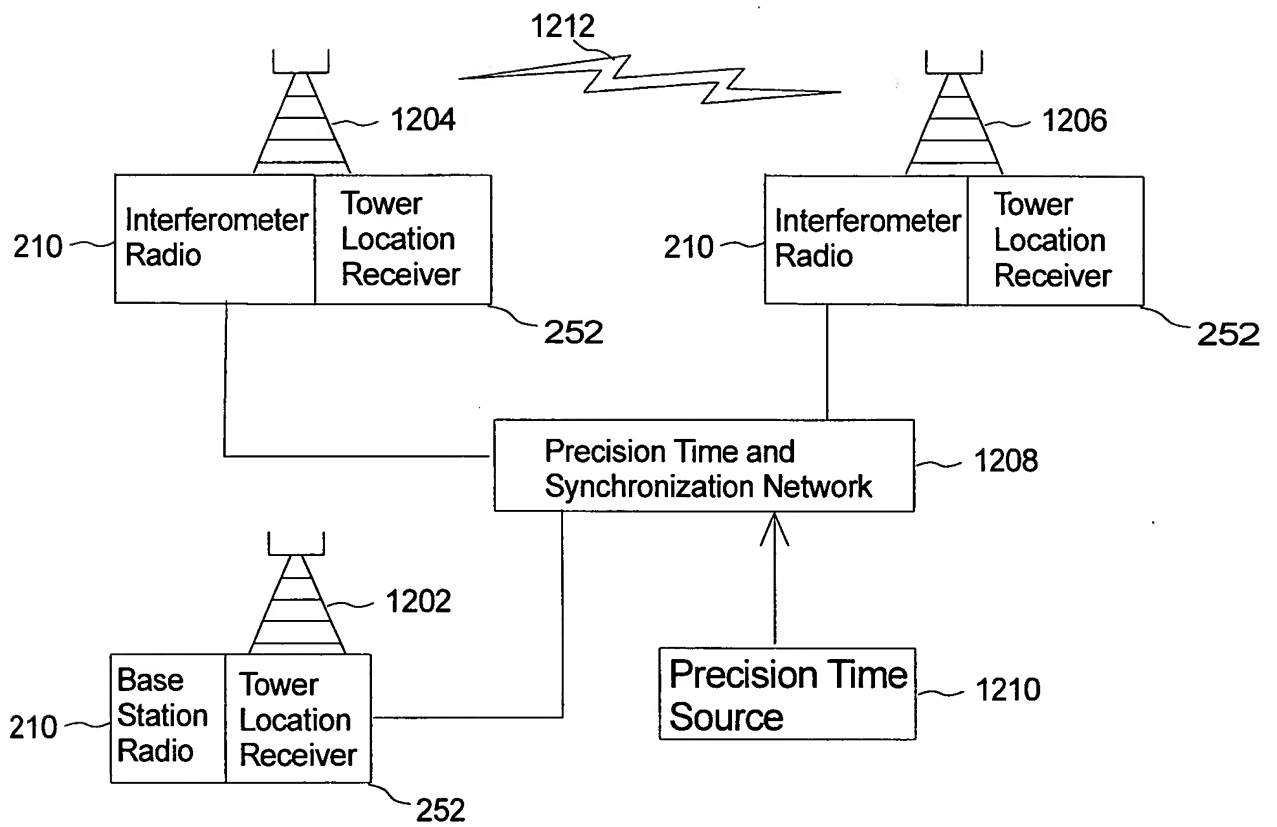 1212
1204
1206
Interferometer
Radio
Tower
Location
Receiver
210
252
Interferometer
Radio
Tower
Location
Receiver
210
252
Precision Time and
Synchronization Network
1208
1202
Base
Station
Radio
Tower
Location
Receiver
210
252
Precision Time
Source
1210